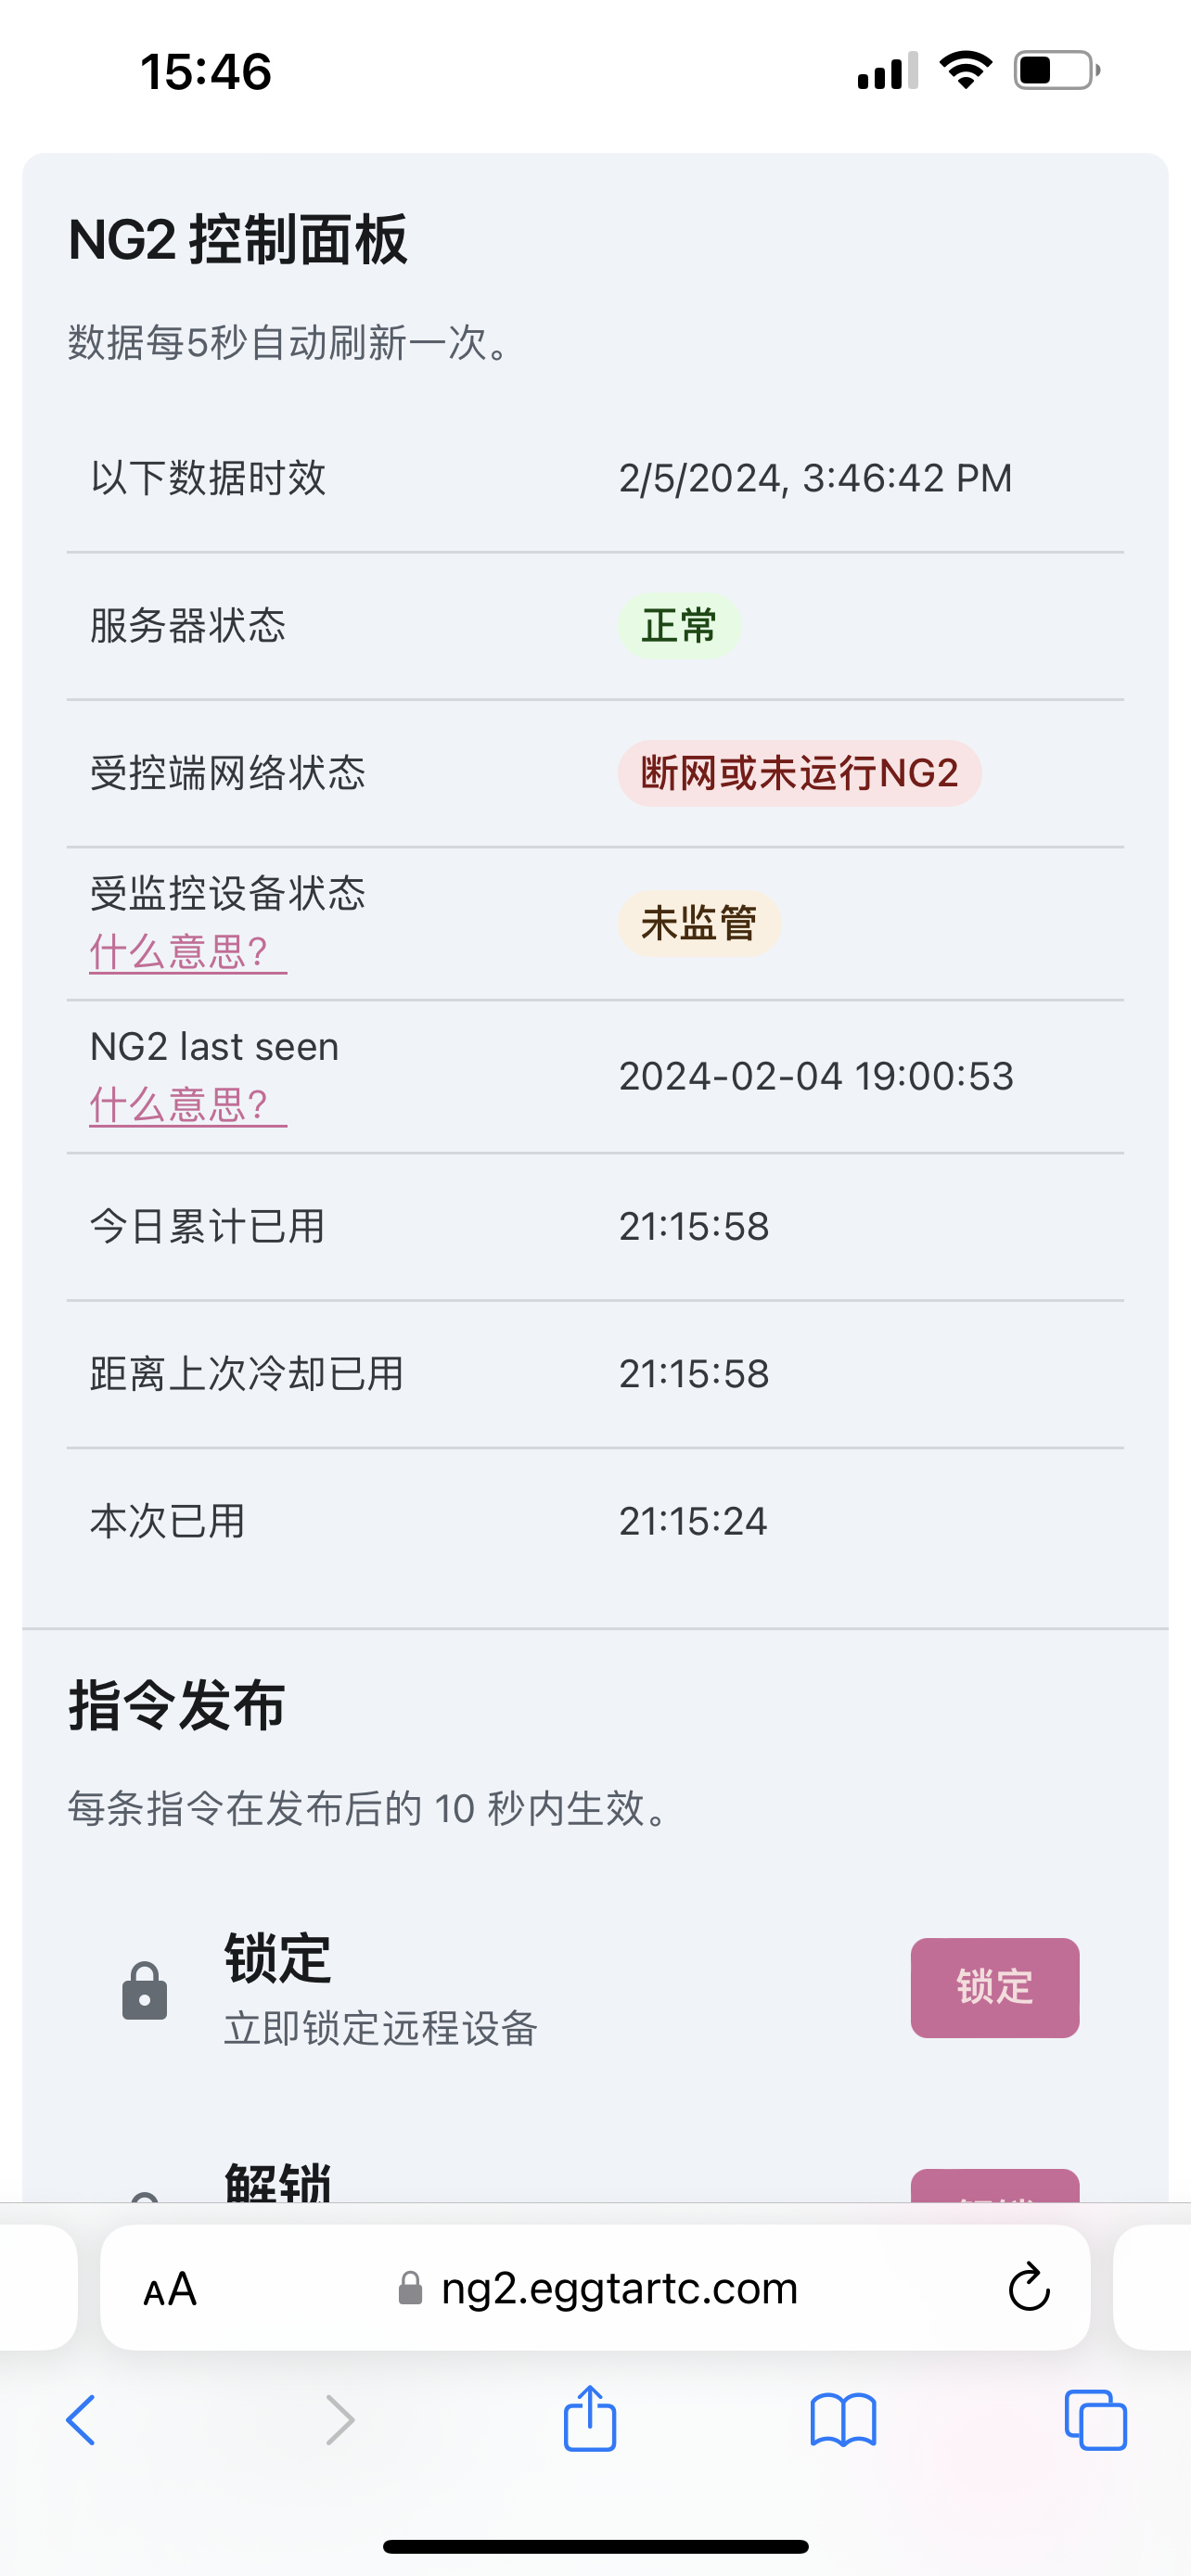 15:46
NG2 控制面板
数据每5秒自动刷新一次。
以下数据时效 2/5/2024, 3:46:42 PM
服务器状态 正常
受控端网络状态 断网或未运行NG2
受监控设备状态
什么意思？
未监管
NG2 last seen
什么意思？
2024-02-04 19:00:53
今日累计已用 21:15:58
距离上次冷却已用 21:15:58
本次已用 21:15:24
指令发布
每条指令在发布后的 10 秒内生效。
锁定
立即锁定远程设备
锁定
解锁
解锁
AA ng2.eggtartc.com